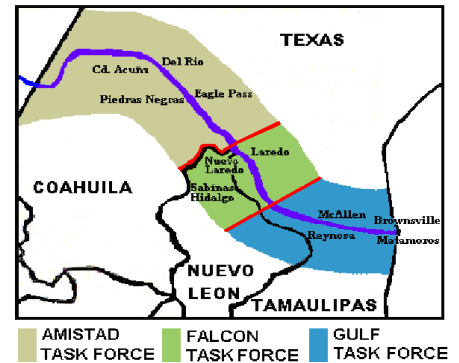 TEXAS
Del Rio
Cd. Acuña
Eagle Pass
Piedras Negras
Laredo
Nuevo
Laredo
COAHUILA
Sabinas
Hidalgo
McAllen
Brownsville
Reynosa
Matamoros
NUEVO
LEON
TAMAULIPAS
AMISTAD
TASK FORCE
FALCON
TASK FORCE
GULF
TASK FORCE